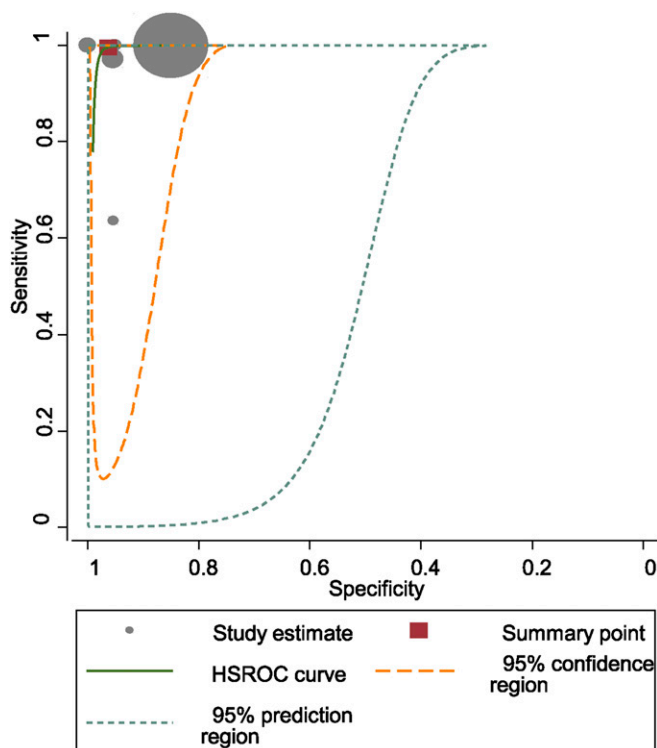 1
0.8
0.6
0.4
0.2
0
Sensitivity
1
0.8
0.6
0.4
0.2
0
Specificity
Study estimate
Summary point
HSROC curve
95% confidence
region
95% prediction
region